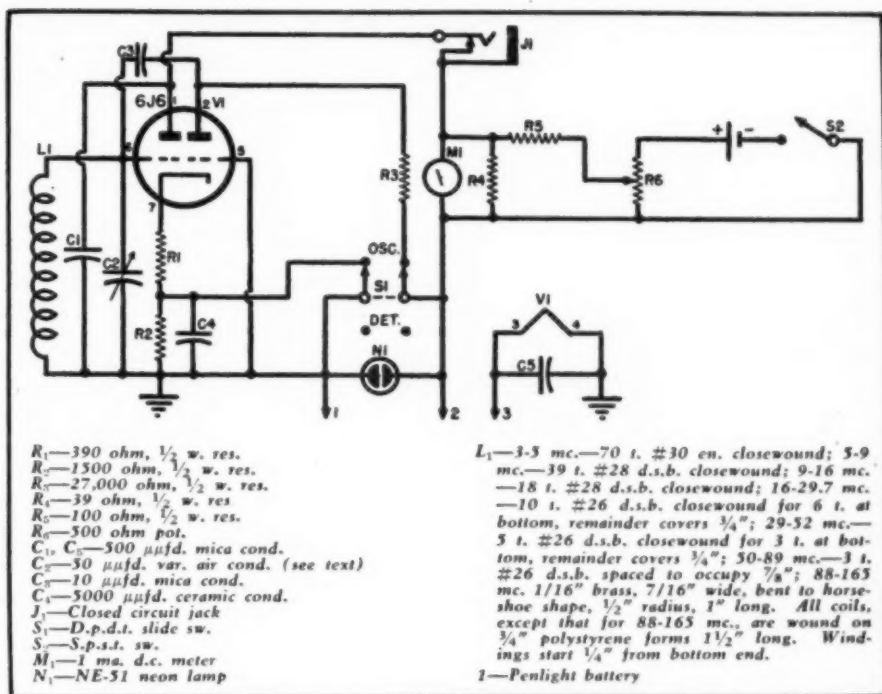 C3
6J6
1
2
V1
J1
L1
6
5
7
R3
M1
R4
R5
R6
+
-
S2
C1
C2
R1
OSC.
S1
R2
C4
DET.
N1
V1
3
4
C5
1
2
3
R₁—390 ohm, ½ w. res.
R₂—1500 ohm, ½ w. res.
R₃—27,000 ohm, ½ w. res.
R₄—39 ohm, ½ w. res
R₅—100 ohm, ½ w. res.
R₆—500 ohm pot.
C₁, C₅—500 μμfd. mica cond.
C₂—50 μμfd. var. air cond. (see text)
C₃—10 μμfd. mica cond.
C₄—5000 μμfd. ceramic cond.
J₁—Closed circuit jack
S₁—D.p.d.t. slide sw.
S₂—S.p.s.t. sw.
M₁—1 ma. d.c. meter
N₁—NE-51 neon lamp
L₁—3-5 mc.—70 t. #30 en. closewound; 5-9
mc.—39 t. #28 d.s.b. closewound; 9-16 mc.
—18 t. #28 d.s.b. closewound; 16-29.7 mc.
—10 t. #26 d.s.b. closewound for 6 t. at
bottom, remainder covers ¾"; 29-52 mc.—
5 t. #26 d.s.b. closewound for 3 t. at bot-
tom, remainder covers ¾"; 50-89 mc.—3 t.
#26 d.s.b. spaced to occupy ⅞"; 88-165
mc. 1/16" brass, 7/16" wide, bent to horse-
shoe shape, ½" radius, 1" long. All coils,
except that for 88-165 mc., are wound on
¾" polystyrene forms 1½" long. Wind-
ings start ¼" from bottom end.
1—Penlight battery